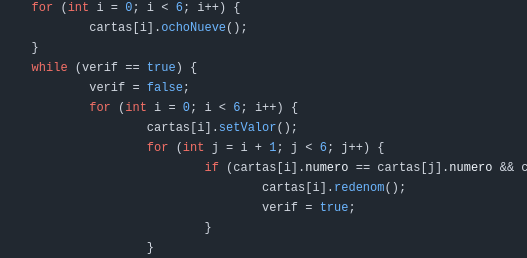 for (int i = 0; i < 6; i++) {
cartas[i].ochoNueve();
}
while (verif == true) {
verif = false;
for (int i = 0; i < 6; i++) {
cartas[i].setValor();
for (int j = i + 1; j < 6; j++) {
if (cartas[i].numero == cartas[j].numero && c
cartas[i].redenom();
verif = true;
}
}